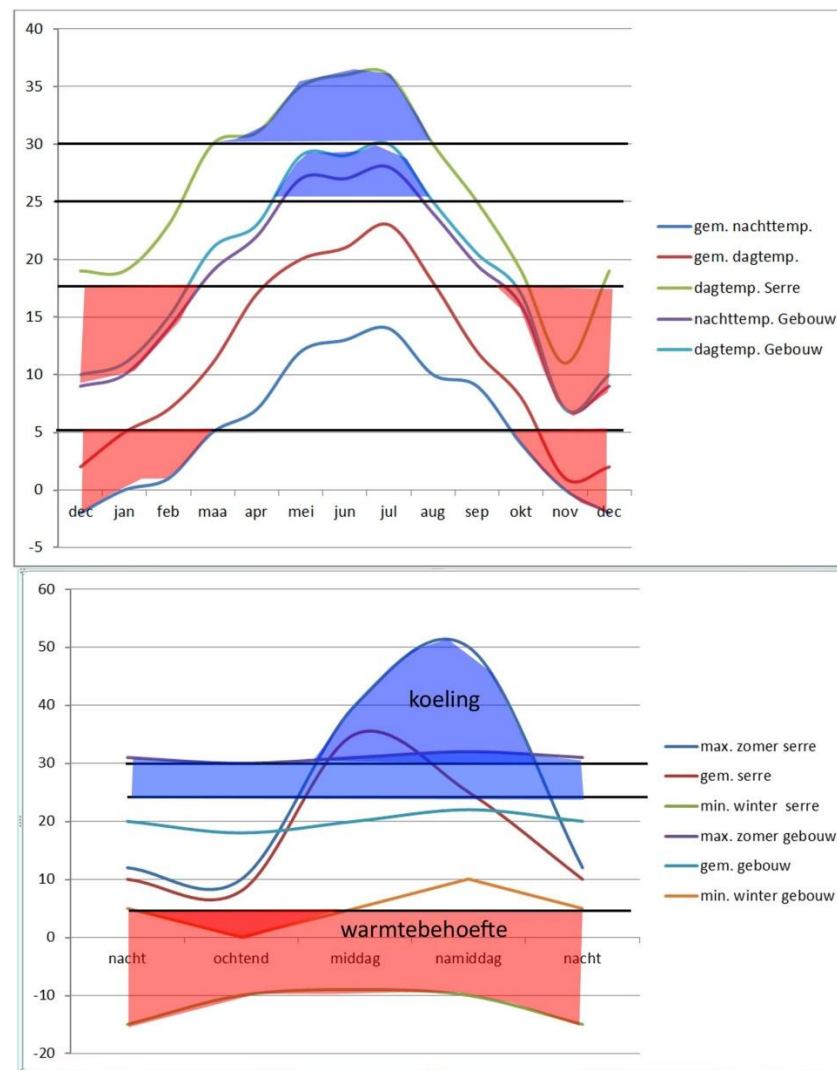 40
35
30
25
20
15
10
5
0
-5
dec jan feb maa apr mei jun jul aug sep okt nov dec
gem. nachttemp.
gem. dagtemp.
dagtemp. Serre
nachttemp. Gebouw
dagtemp. Gebouw
60
50
40
30
20
10
0
-10
-20
koeling
warmtebehoefte
nacht ochtend middag namiddag nacht
max. zomer serre
gem. serre
min. winter serre
max. zomer gebouw
gem. gebouw
min. winter gebouw